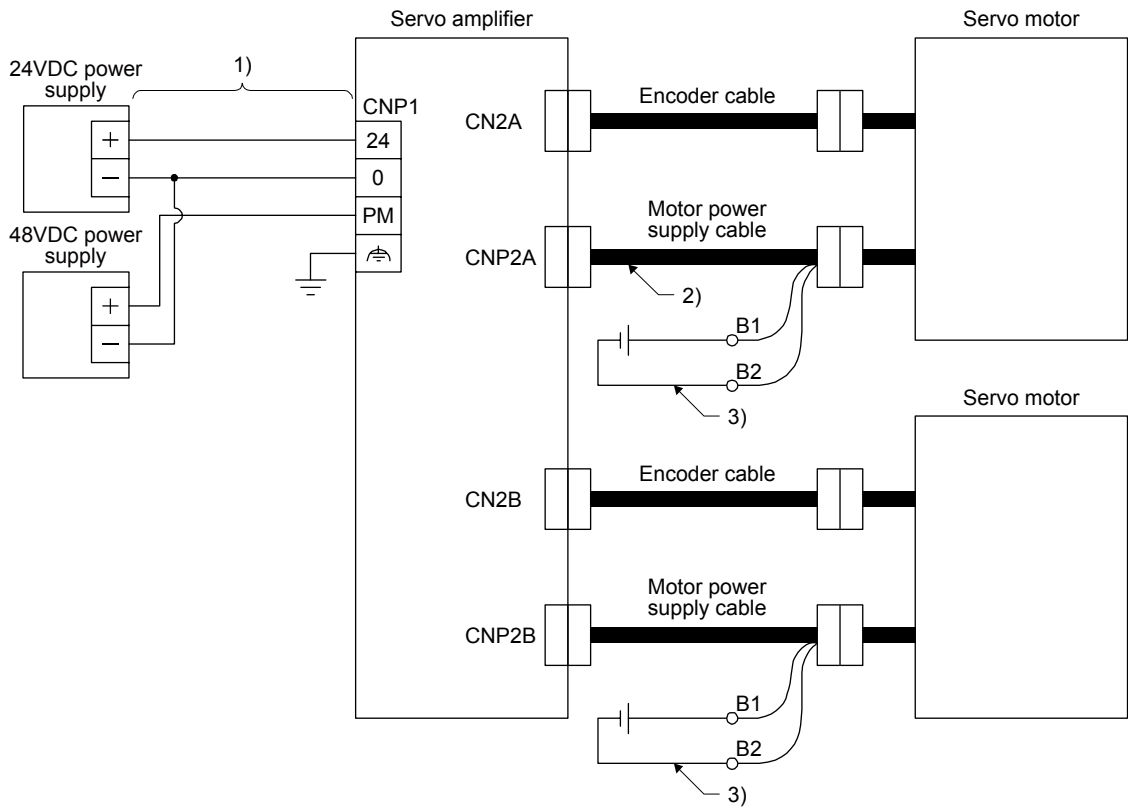 Servo amplifier
Servo motor
24VDC power
supply
1)
CNP1
+
24
−
0
PM
48VDC power
supply
+
−
CN2A
Encoder cable
Motor power
supply cable
CNP2A
2)
B1
B2
3)
Servo motor
CN2B
Encoder cable
Motor power
supply cable
CNP2B
B1
B2
3)